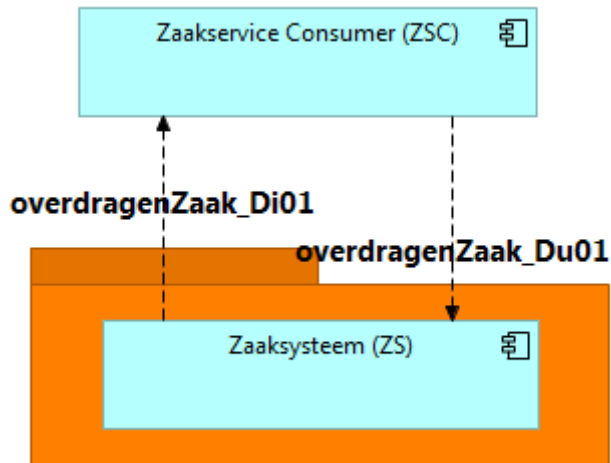 Zaakservice Consumer (ZSC)
overdragenZaak_Di01
overdragenZaak_Du01
Zaaksysteem (ZS)